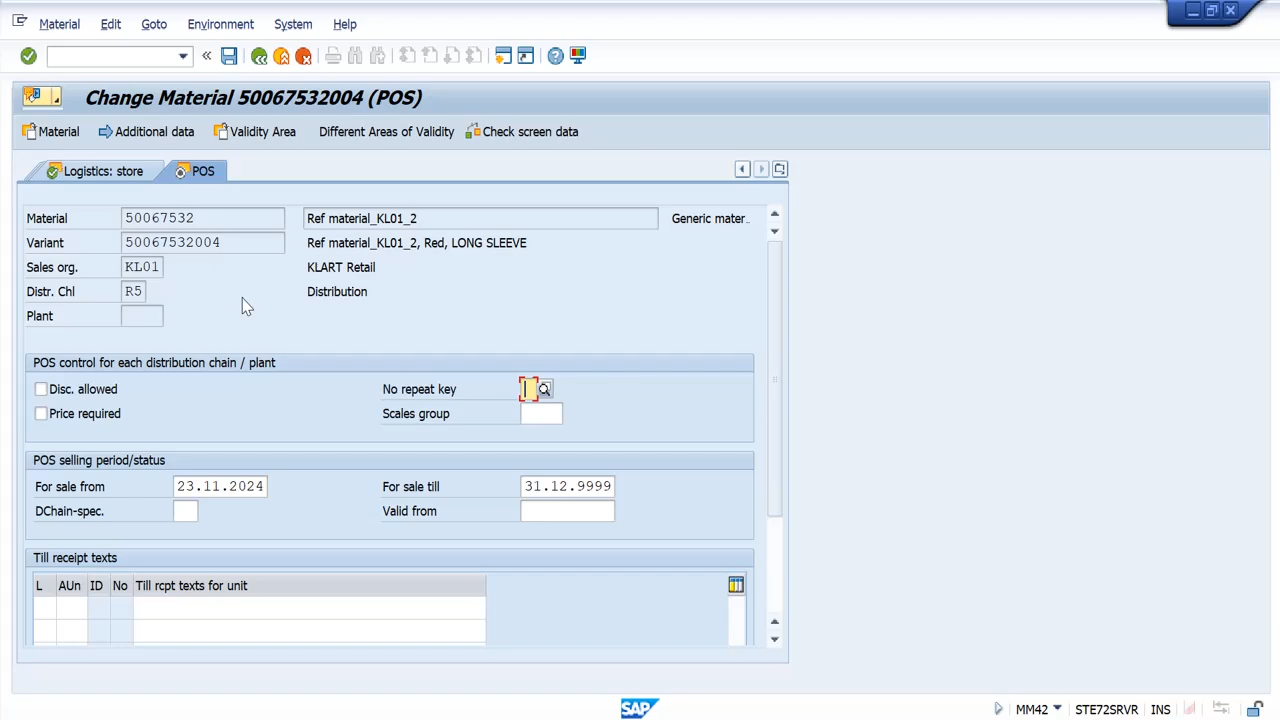 Material Edit Goto Environment System Help
Change Material 50067532004 (POS)
Material Additional data Validity Area Different Areas of Validity Check screen data
Logistics: store POS
Material 50067532 Ref material_KL01_2 Generic mater..
Variant 50067532004 Ref material_KL01_2, Red, LONG SLEEVE
Sales org. KL01 KLART Retail
Distr. Chl R5 Distribution
Plant
POS control for each distribution chain / plant
Disc. allowed No repeat key
Price required Scales group
POS selling period/status
For sale from 23.11.2024 For sale till 31.12.9999
DChain-spec. Valid from
Till receipt texts
L AUn ID No Till rcpt texts for unit
SAP MM42 STE72SRVR INS